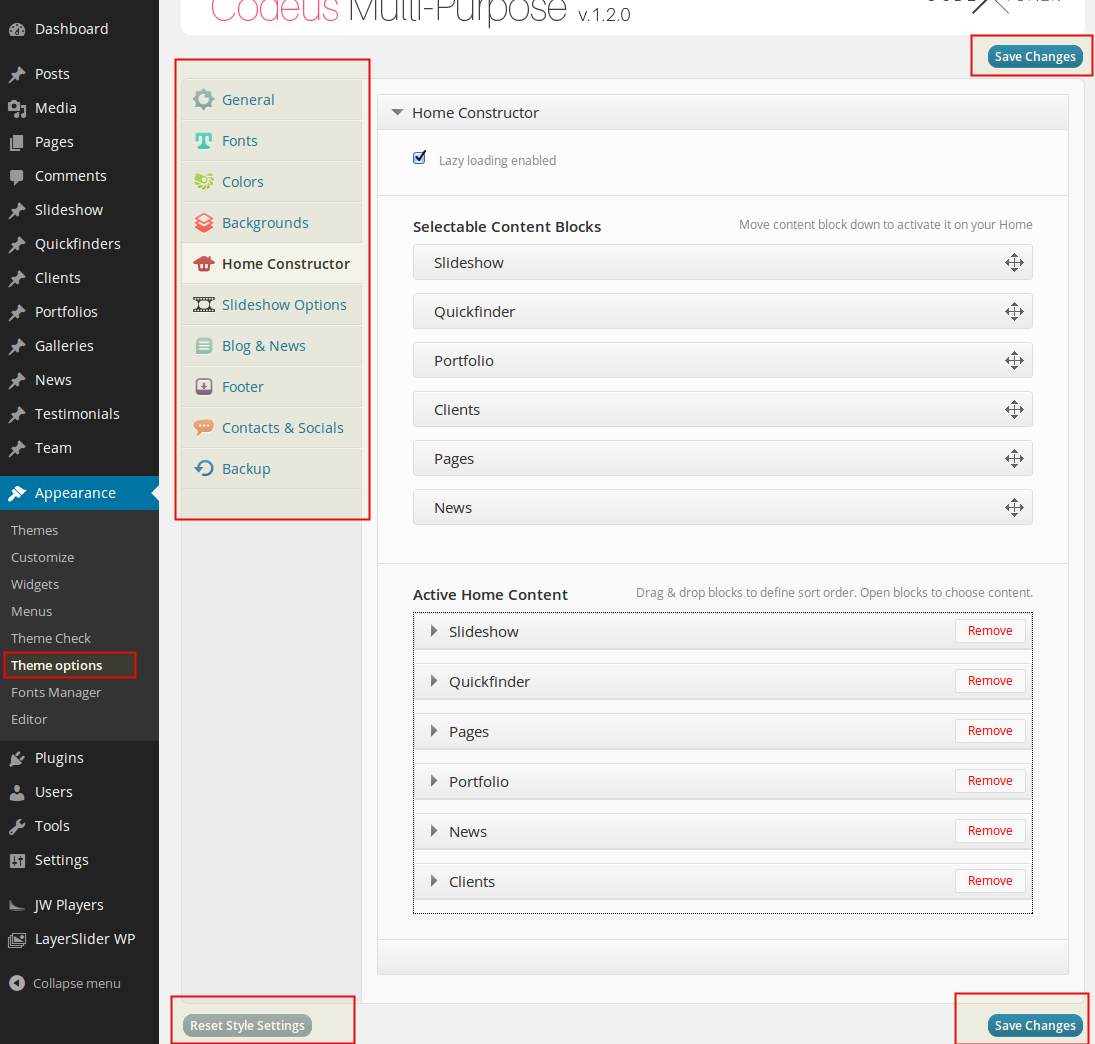 Codeus Multi-Purpose v.1.2.0
Save Changes
Dashboard
Posts
Media
Pages
Comments
Slideshow
Quickfinders
Clients
Portfolios
Galleries
News
Testimonials
Team
Appearance
Themes
Customize
Widgets
Menus
Theme Check
Theme options
Fonts Manager
Editor
Plugins
Users
Tools
Settings
JW Players
LayerSlider WP
Collapse menu
General
Fonts
Colors
Backgrounds
Home Constructor
Slideshow Options
Blog & News
Footer
Contacts & Socials
Backup
Home Constructor
Lazy loading enabled
Selectable Content Blocks
Move content block down to activate it on your Home
Slideshow
Quickfinder
Portfolio
Clients
Pages
News
Active Home Content
Drag & drop blocks to define sort order. Open blocks to choose content.
Slideshow Remove
Quickfinder Remove
Pages Remove
Portfolio Remove
News Remove
Clients Remove
Reset Style Settings
Save Changes